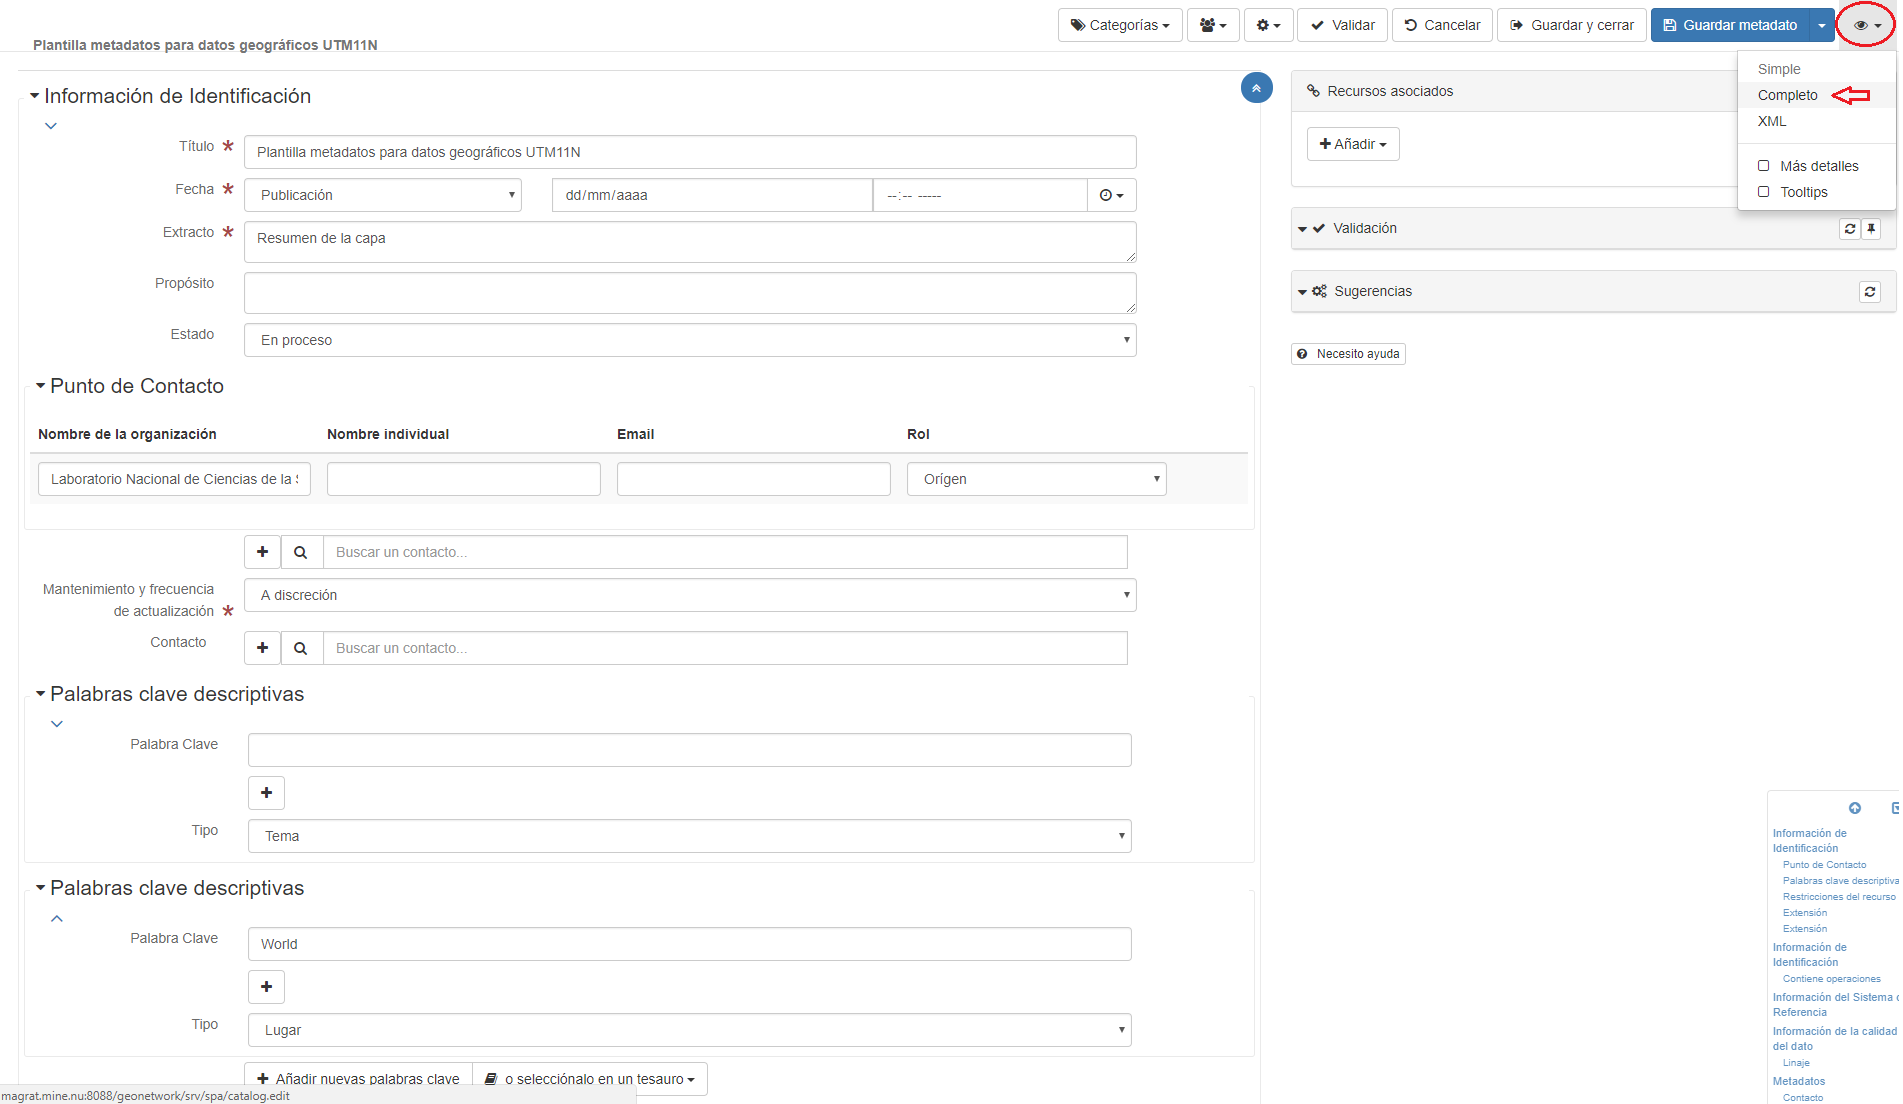 Categorías
Validar
Cancelar
Guardar y cerrar
Guardar metadato
Plantilla metadatos para datos geográficos UTM11N
Simple
Completo
XML
Más detalles
Tooltips
Información de Identificación
Título *
Plantilla metadatos para datos geográficos UTM11N
Fecha *
Publicación
dd/mm/aaaa
--:-- -----
Extracto *
Resumen de la capa
Propósito
Estado
En proceso
Punto de Contacto
Nombre de la organización
Nombre individual
Email
Rol
Laboratorio Nacional de Ciencias de la
Orígen
Buscar un contacto...
Mantenimiento y frecuencia
de actualización *
A discreción
Contacto
Buscar un contacto...
Palabras clave descriptivas
Palabra Clave
Tipo
Tema
Palabras clave descriptivas
Palabra Clave
World
Tipo
Lugar
Añadir nuevas palabras clave
o selecciónalo en un tesauro
magrat.mine.nu:8088/geonetwork/srv/spa/catalog.edit
Recursos asociados
Añadir
Validación
Sugerencias
Necesito ayuda
Información de
Identificación
Punto de Contacto
Palabras clave descriptiva
Restricciones del recurso
Extensión
Extensión
Información de
Identificación
Contiene operaciones
Información del Sistema
Referencia
Información de la calidad
del dato
Linaje
Metadatos
Contacto